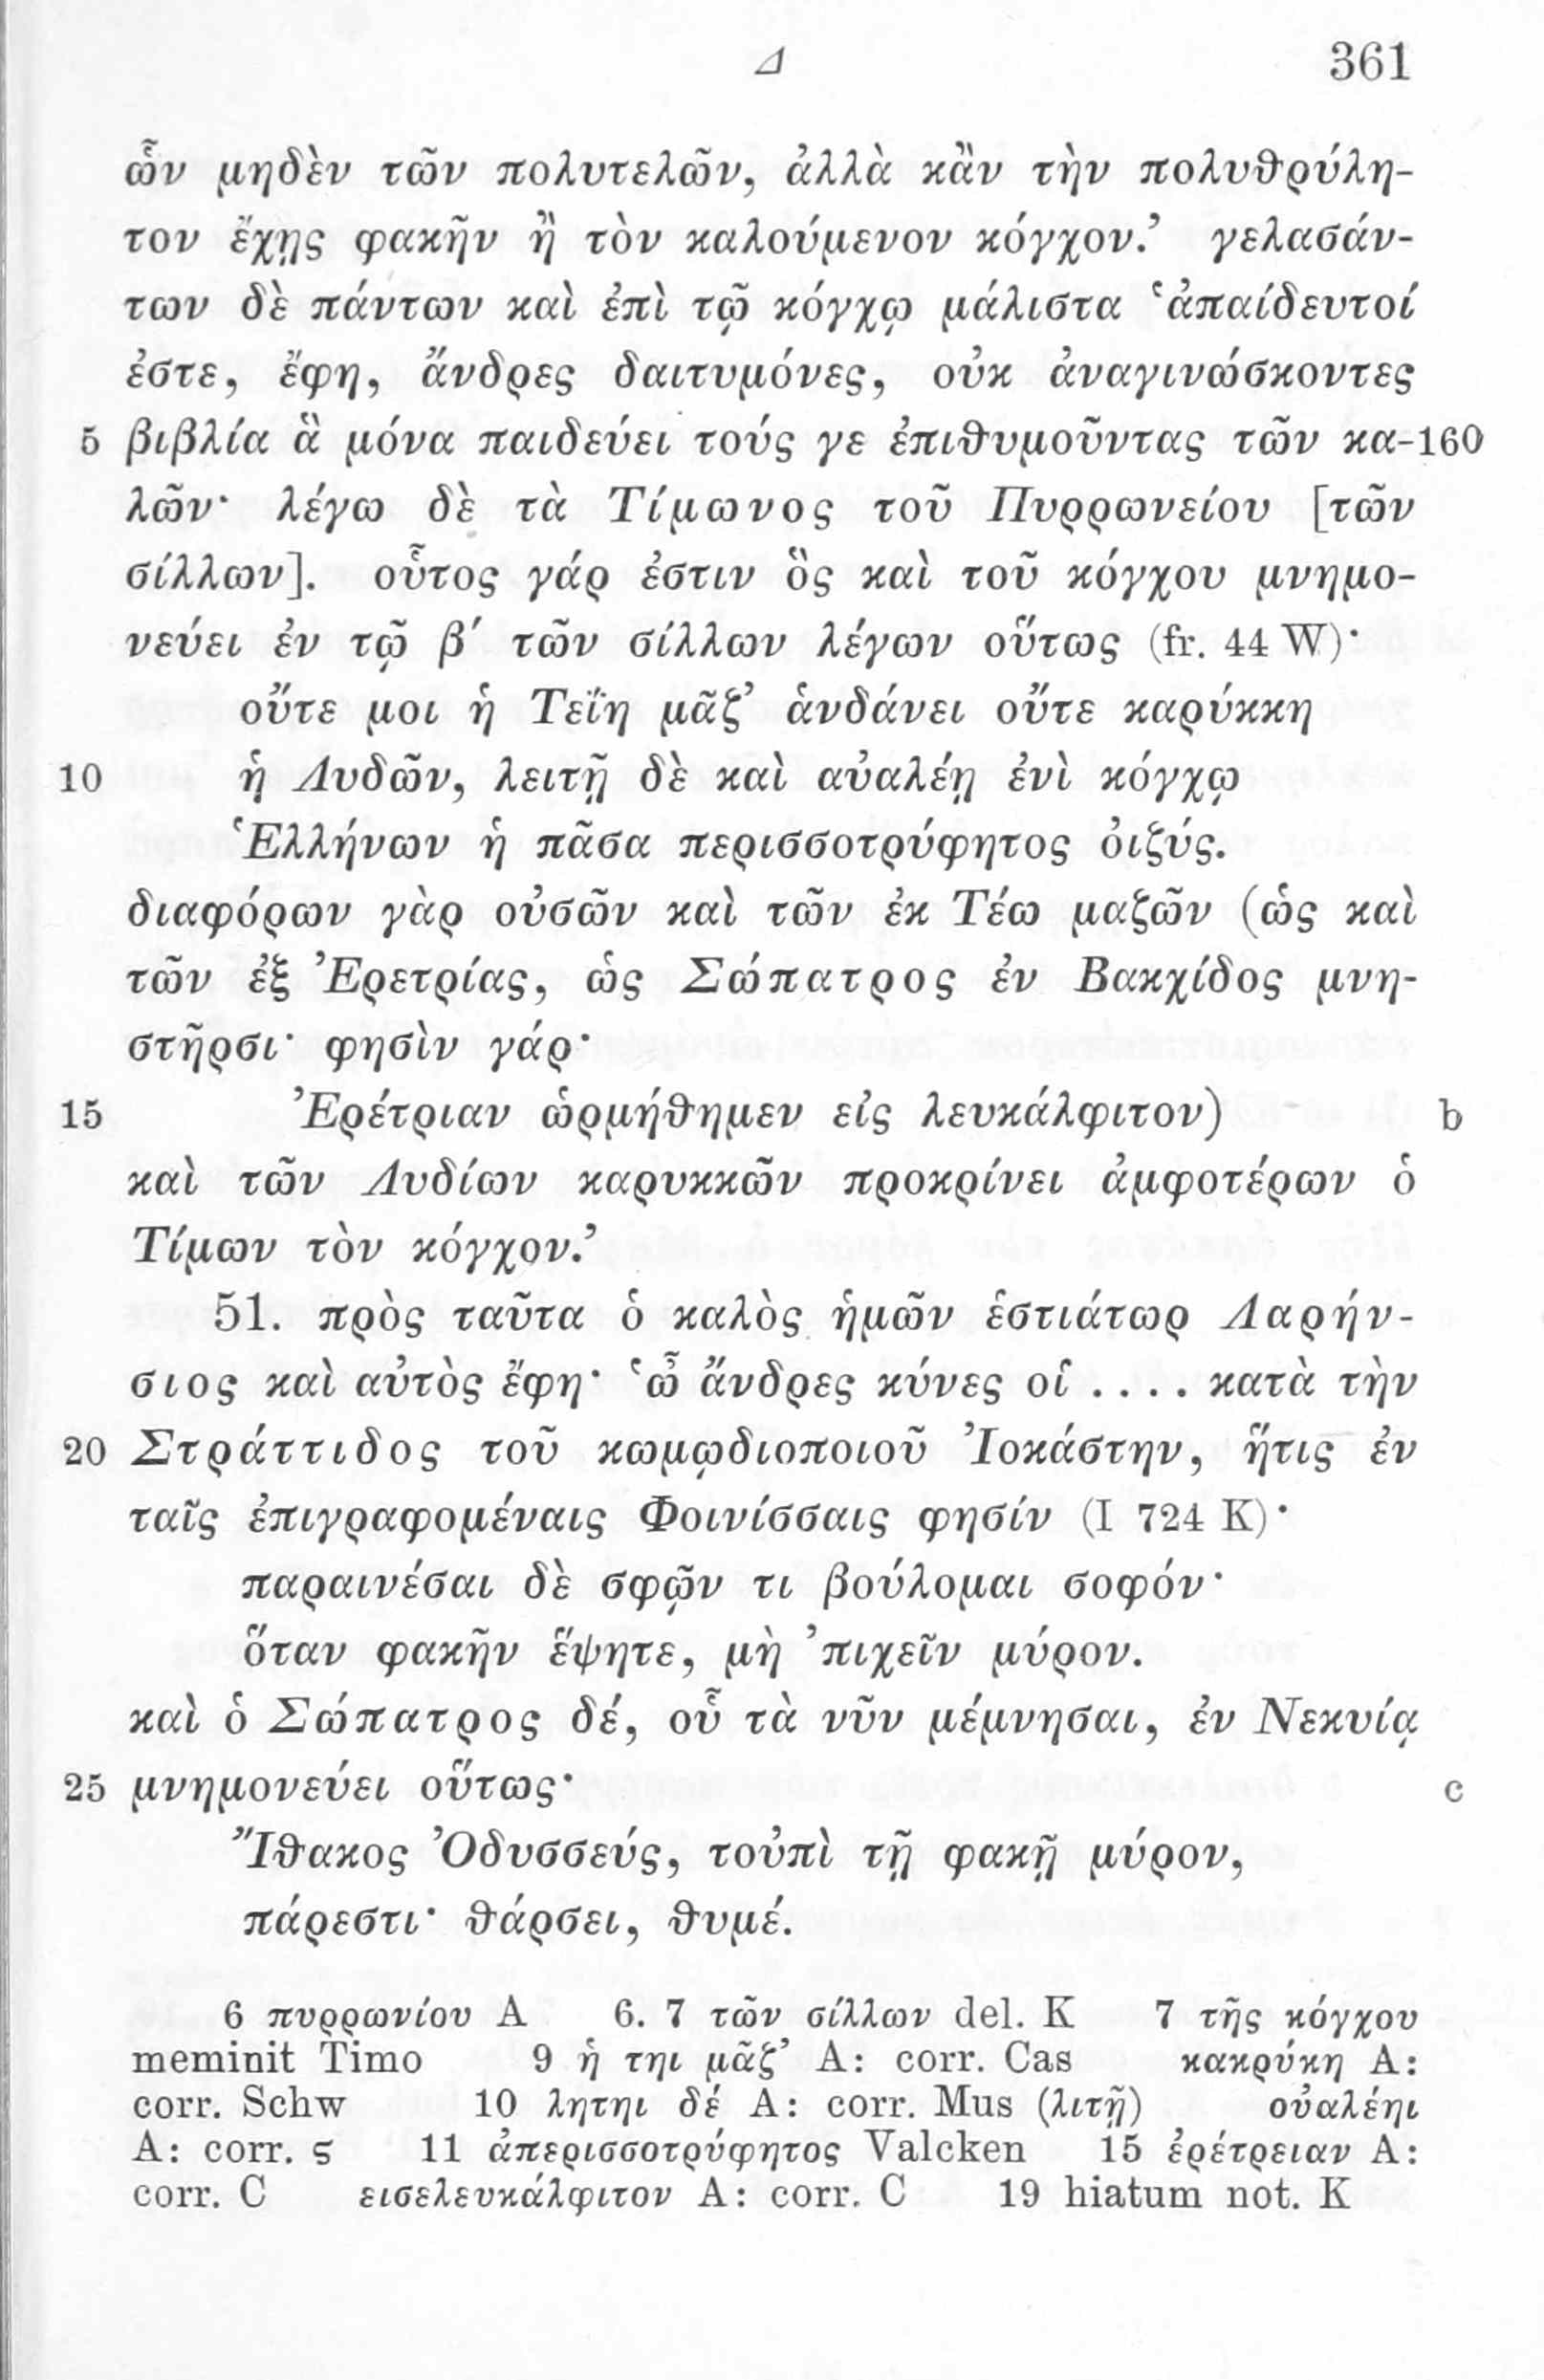 Δ 361
ὦν μηδὲν τῶν πολυτελῶν, ἀλλὰ κἂν τὴν πολυθρύλη-
τον ἔχῃς φακῆν ἢ τὸν καλούμενον κόγχον.’ γελασάν-
των δὲ πάντων καὶ ἐπὶ τῷ κόγχῳ μάλιστα ‘ἀπαίδευτοί
ἐστε, ἔφη, ἄνδρες δαιτυμόνες, οὐκ ἀναγινώσκοντες
5 βιβλία ἃ μόνα παιδεύει τούς γε ἐπιθυμοῦντας τῶν κα-160
λῶν· λέγω δὲ τὰ Τίμωνος τοῦ Πυρρωνείου [τῶν
σίλλων]. οὗτος γάρ ἐστιν ὃς καὶ τοῦ κόγχου μνημο-
νεύει ἐν τῷ β′ τῶν σίλλων λέγων οὕτως (fr. 44 W)·
οὔτε μοι ἡ Τεΐη μᾶζ’ ἁνδάνει οὔτε καρύκκη
10 ἡ Λυδῶν, λειτῇ δὲ καὶ αὐαλέῃ ἐνὶ κόγχῳ
Ἑλλήνων ἡ πᾶσα περισσοτρύφητος ὀιζύς.
διαφόρων γὰρ οὐσῶν καὶ τῶν ἐκ Τέω μαζῶν (ὡς καὶ
τῶν ἐξ Ἐρετρίας, ὡς Σώπατρος ἐν Βακχίδος μνη-
στῆρσι· φησὶν γάρ·
15 Ἐρέτριαν ὡρμήθημεν εἰς λευκάλφιτον) b
καὶ τῶν Λυδίων καρυκκῶν προκρίνει ἀμφοτέρων ὁ
Τίμων τὸν κόγχον.’
51. πρὸς ταῦτα ὁ καλὸς ἡμῶν ἑστιάτωρ Λαρήν-
σιος καὶ αὐτὸς ἔφη· ‘ὦ ἄνδρες κύνες οἱ .... κατὰ τὴν
20 Στράττιδος τοῦ κωμῳδιοποιοῦ Ἰοκάστην, ἥτις ἐν
ταῖς ἐπιγραφομέναις Φοινίσσαις φησίν (I 724 K)·
παραινέσαι δὲ σφῷν τι βούλομαι σοφόν·
ὅταν φακῆν ἕψητε, μὴ ’πιχεῖν μύρον.
καὶ ὁ Σώπατρος δέ, οὗ τὰ νῦν μέμνησαι, ἐν Νεκυίᾳ
25 μνημονεύει οὕτως· c
Ἴθακος Ὀδυσσεύς, τοὐπὶ τῇ φακῇ μύρον,
πάρεστι· θάρσει, θυμέ.
6 πυρρωνίου A 6. 7 τῶν σίλλων del. K 7 τῆς κόγχου
meminit Timo 9 ἡ τηι μᾶζ’ A: corr. Cas κακρύκη A:
corr. Schw 10 λητηι δέ A: corr. Mus (λιτῇ) οὐαλέηι
A: corr. ς 11 ἀπερισσοτρύφητος Valcken 15 ἐρέτρειαν A:
corr. C εισελευκάλφιτον A: corr. C 19 hiatum not. K